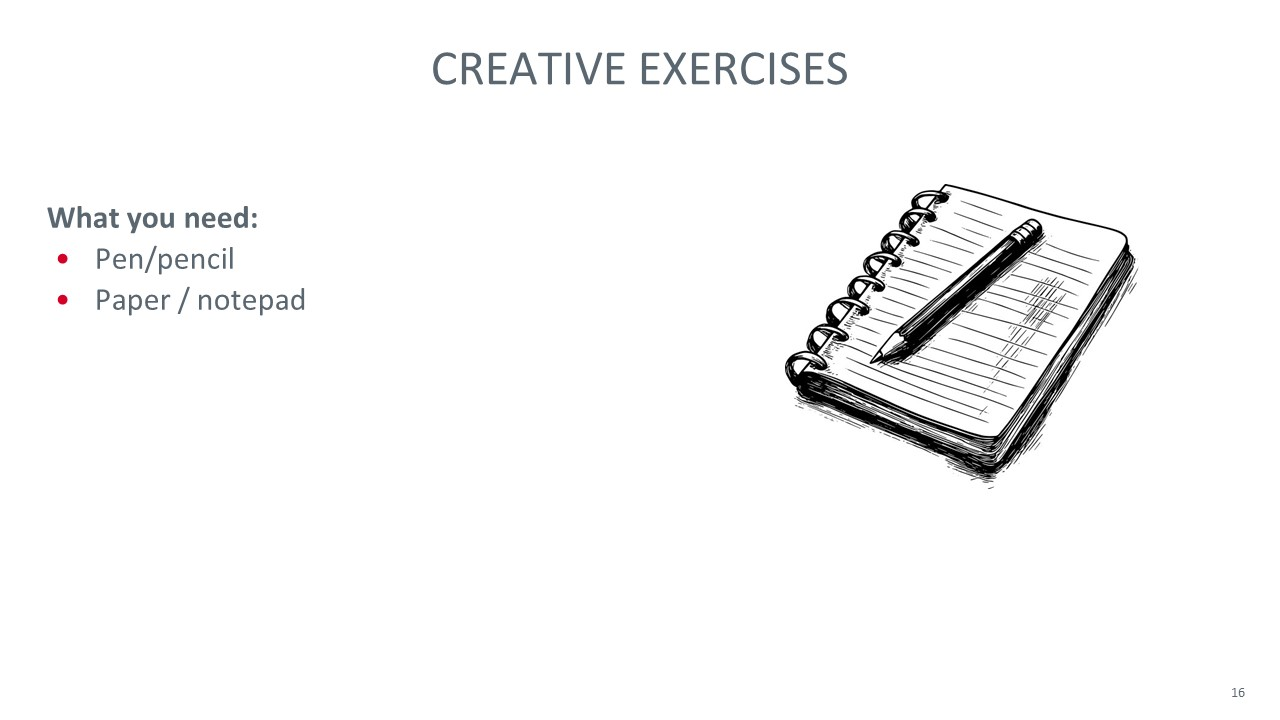 CREATIVE EXERCISES
What you need:
• Pen/pencil
• Paper / notepad
16